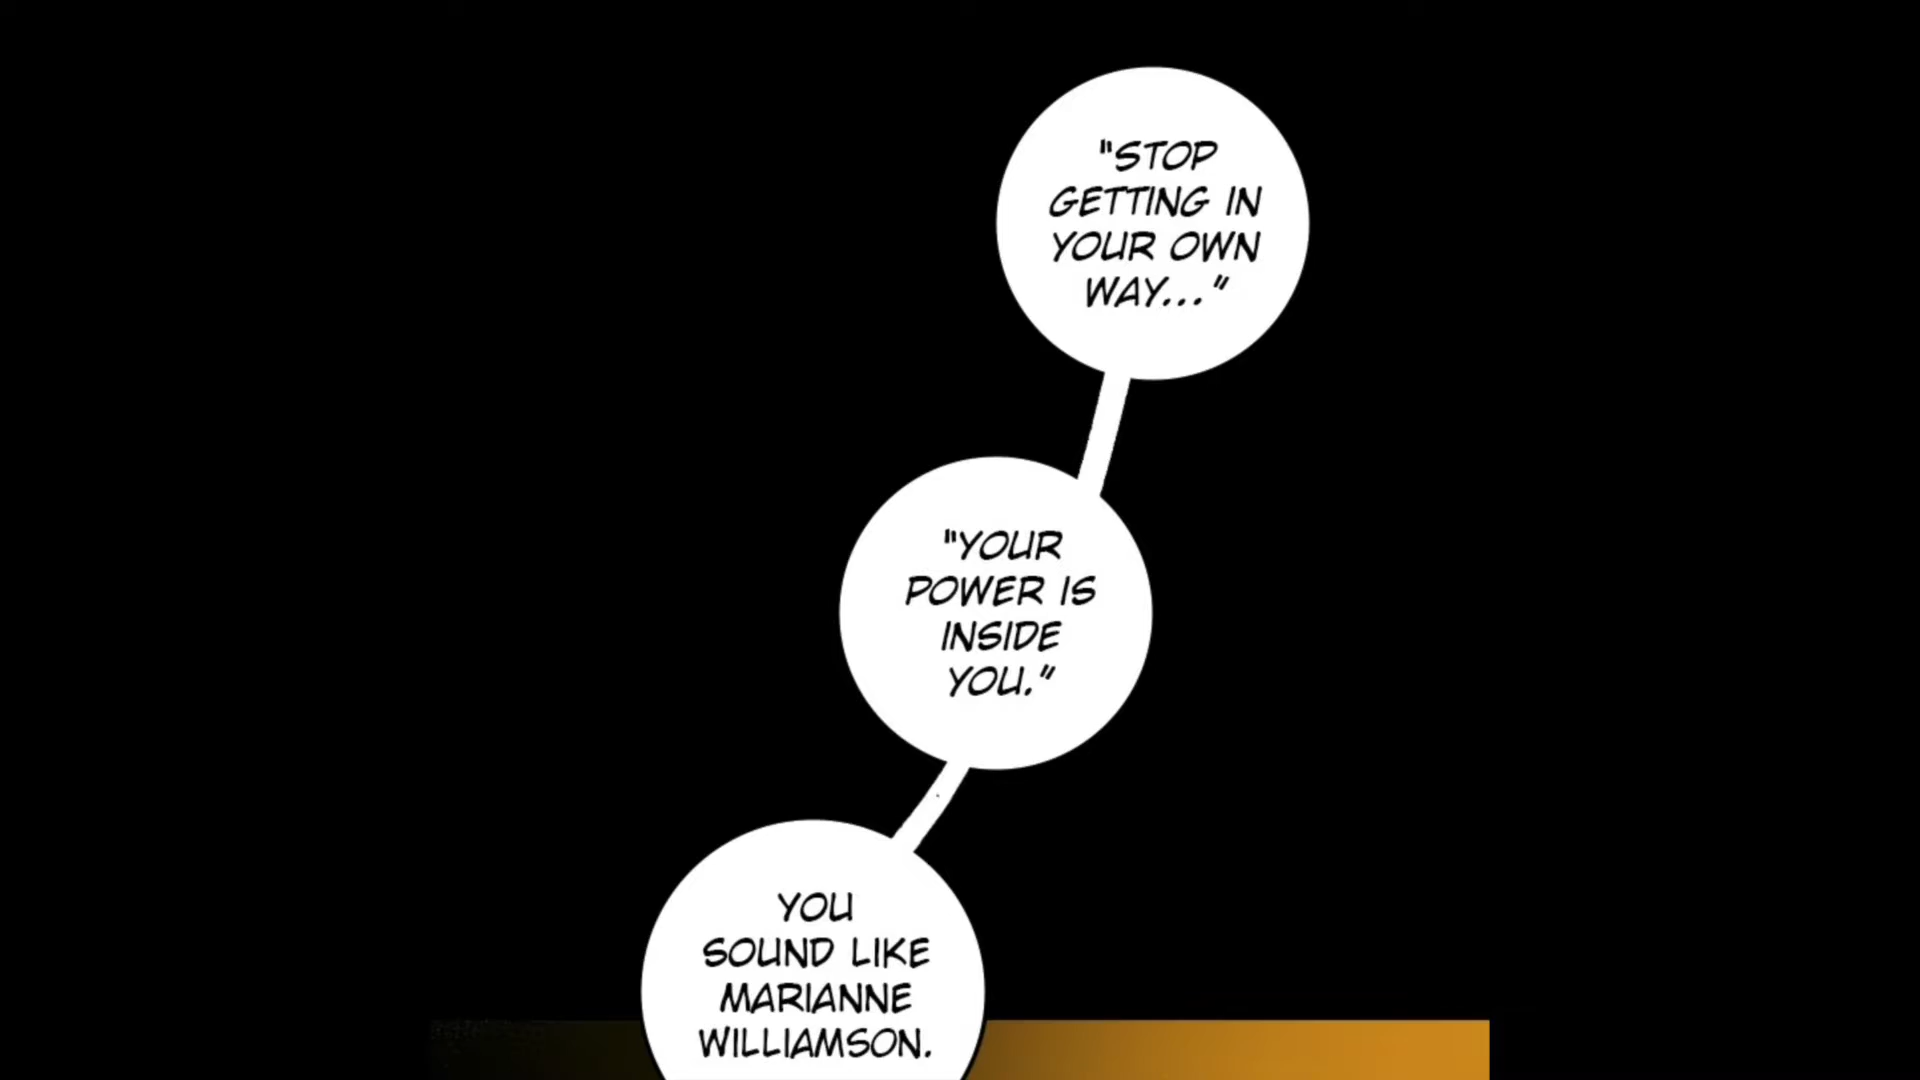 "STOP
GETTING IN
YOUR OWN
WAY..."
"YOUR
POWER IS
INSIDE
YOU."
YOU
SOUND LIKE
MARIANNE
WILLIAMSON.